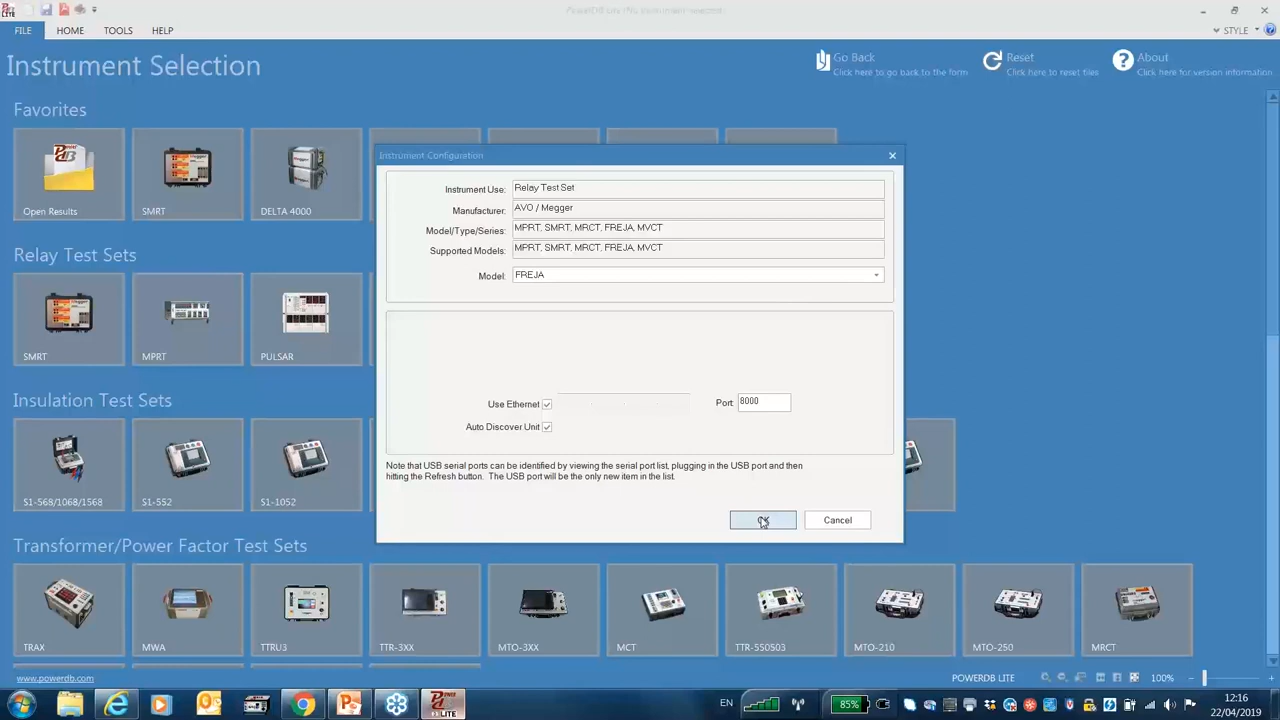 PowerDB Lite (No instrument selected)
FILE HOME TOOLS HELP STYLE
Instrument Selection
Go Back
Click here to go back to the form
Reset
Click here to reset files
About
Click here for version information
Favorites
Open Results SMRT DELTA 4000
Relay Test Sets
SMRT MPRT PULSAR
Insulation Test Sets
S1-568/1068/1568 S1-552 S1-1052
Transformer/Power Factor Test Sets
TRAX MWA TTRU3 TTR-3XX MTO-3XX MCT TTR-550503 MTO-210 MTO-250 MRCT
Instrument Configuration
Instrument Use: Relay Test Set
Manufacturer: AVO / Megger
Model/Type/Series: MPRT, SMRT, MRCT, FREJA, MVCT
Supported Models: MPRT, SMRT, MRCT, FREJA, MVCT
Model: FREJA
Use Ethernet Port: 8000
Auto Discover Unit
Note that USB serial ports can be identified by viewing the serial port list, plugging in the USB port and then
hitting the Refresh button. The USB port will be the only new item in the list.
OK Cancel
www.powerdb.com POWERDB LITE 100%
EN 85% 12:16
22/04/2019